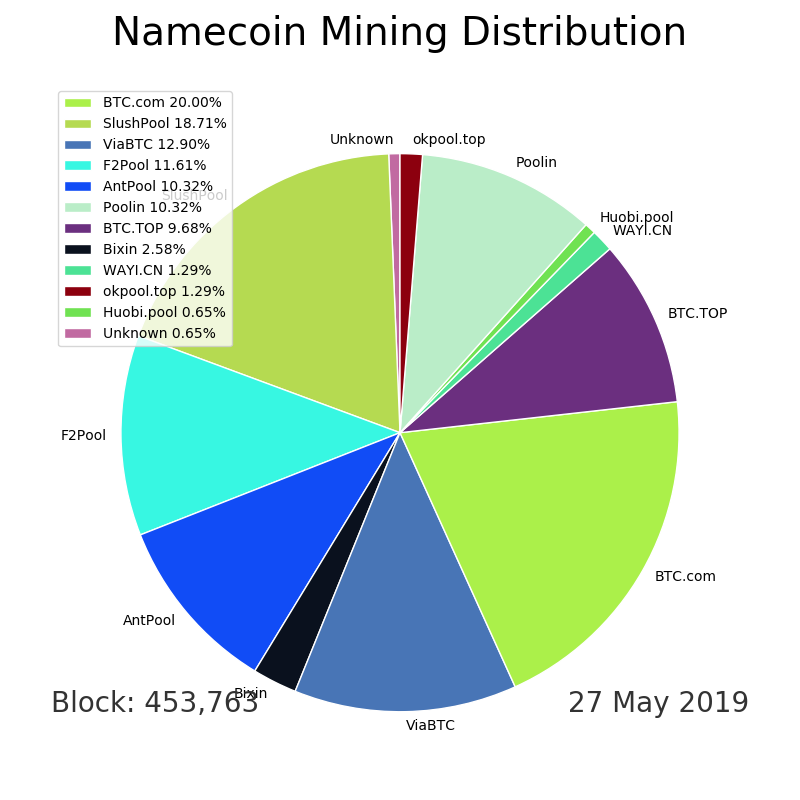 Namecoin Mining Distribution
BTC.com 20.00%
SlushPool 18.71%
ViaBTC 12.90%
F2Pool 11.61%
AntPool 10.32%
Poolin 10.32%
BTC.TOP 9.68%
Bixin 2.58%
WAYI.CN 1.29%
okpool.top 1.29%
Huobi.pool 0.65%
Unknown 0.65%
Unknown
okpool.top
Poolin
SlushPool
Huobi.pool
WAYI.CN
BTC.TOP
F2Pool
BTC.com
AntPool
Bixin
ViaBTC
Block: 453,763
27 May 2019